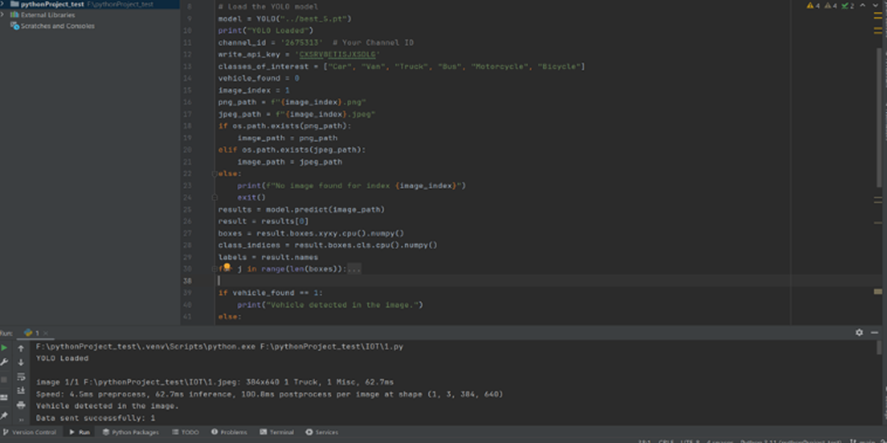 pythonProject_test F:\pythonProject_test
External Libraries
Scratches and Consoles
4 4 2
8 # Load the YOLO model
9 model = YOLO("../best_5.pt")
10 print("YOLO Loaded")
11 channel_id = '2675313' # Your Channel ID
12 write_api_key =
13 classes_of_interest = ["Car", "Van", "Truck", "Bus", "Motorcycle", "Bicycle"]
14 vehicle_found = 0
15 image_index = 1
16 png_path = f"{image_index}.png"
17 jpeg_path = f"{image_index}.jpeg"
18 if os.path.exists(png_path):
19 image_path = png_path
20 elif os.path.exists(jpeg_path):
21 image_path = jpeg_path
22 else:
23 print(f"No image found for index {image_index}")
24 exit()
25 results = model.predict(image_path)
26 result = results[0]
27 boxes = result.boxes.xyxy.cpu().numpy()
28 class_indices = result.boxes.cls.cpu().numpy()
29 labels = result.names
30 for j in range(len(boxes)):...
38
39 if vehicle_found == 1:
40 print("Vehicle detected in the image.")
41 else:
Run: 1
F:\pythonProject_test\.venv\Scripts\python.exe F:\pythonProject_test\IOT\1.py
YOLO Loaded
image 1/1 F:\pythonProject_test\IOT\1.jpeg: 384x640 1 Truck, 1 Misc, 62.7ms
Speed: 4.5ms preprocess, 62.7ms inference, 100.8ms postprocess per image at shape (1, 3, 384, 640)
Vehicle detected in the image.
Data sent successfully: 1
Version Control Run Python Packages TODO Problems Terminal Services